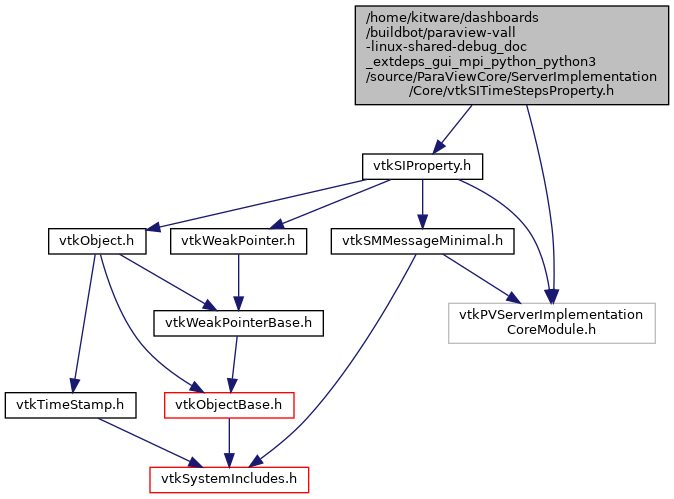 /home/kitware/dashboards
/buildbot/paraview-vall
-linux-shared-debug_doc
_extdeps_gui_mpi_python_python3
/source/ParaViewCore/ServerImplementation
/Core/vtkSITimeStepsProperty.h
vtkSIProperty.h
vtkObject.h
vtkWeakPointer.h
vtkSMMessageMinimal.h
vtkWeakPointerBase.h
vtkPVServerImplementation
CoreModule.h
vtkTimeStamp.h
vtkObjectBase.h
vtkSystemIncludes.h